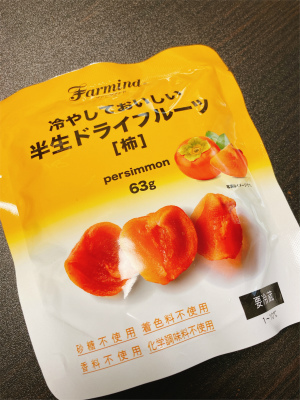 Farmind
冷やしておいしい
半生ドライフルーツ
[柿]
persimmon
63g
要冷蔵
砂糖不使用 着色料不使用
香料不使用 化学調味料不使用